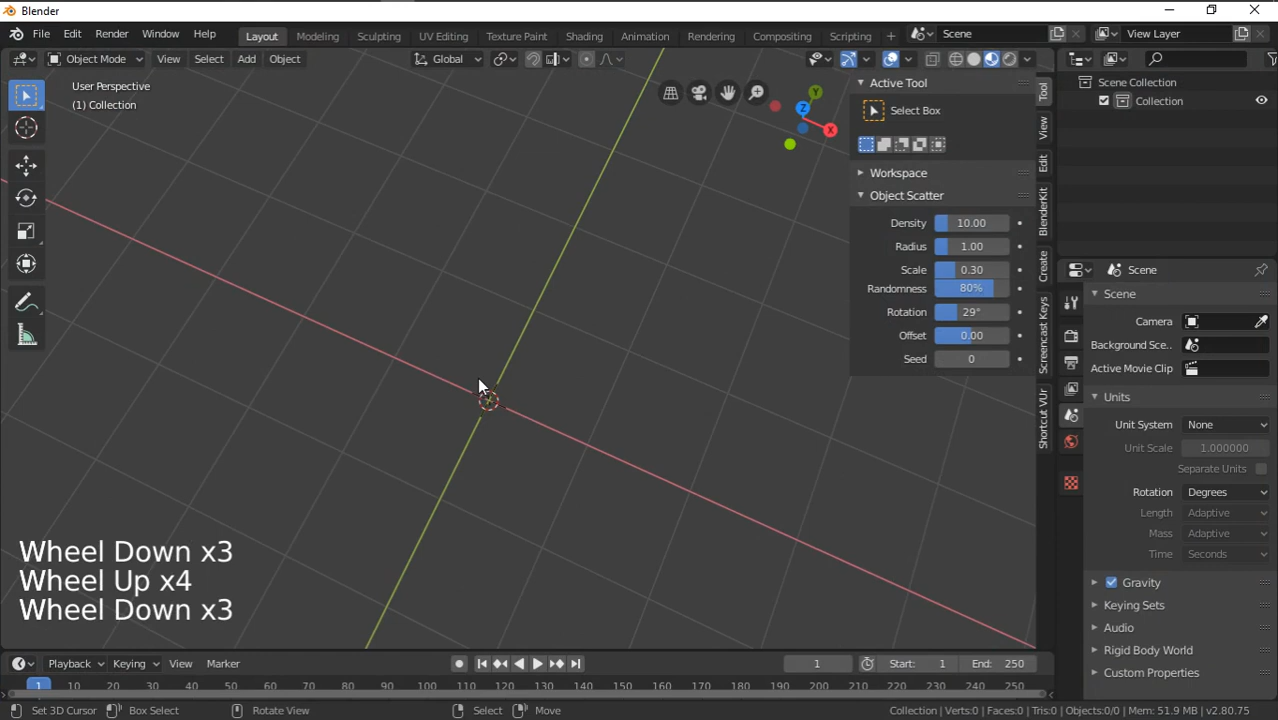 Blender
File Edit Render Window Help
Layout Modeling Sculpting UV Editing Texture Paint Shading Animation Rendering Compositing Scripting +
Scene
View Layer
Object Mode View Select Add Object
Global
User Perspective
(1) Collection
Z Y X
Active Tool
Select Box
Workspace
Object Scatter
Density 10.00
Radius 1.00
Scale 0.30
Randomness 80%
Rotation 29°
Offset 0.00
Seed 0
Tool
View
Edit
BlenderKit
Create
Screencast Keys
Shortcut VUr
Scene Collection
Collection
Scene
Scene
Camera
Background Sce..
Active Movie Clip
Units
Unit System None
Unit Scale 1.000000
Separate Units
Rotation Degrees
Length Adaptive
Mass Adaptive
Time Seconds
Gravity
Keying Sets
Audio
Rigid Body World
Custom Properties
Wheel Down x3
Wheel Up x4
Wheel Down x3
Playback Keying View Marker
1 Start: 1 End: 250
1 10 20 30 40 50 60 70 80 90 100 110 120 130 140 150 160 170 180 190 200 210 220 230 240 250
Set 3D Cursor Box Select Rotate View Select Move
Collection | Verts:0 | Faces:0 | Tris:0 | Objects:0/0 | Mem: 51.9 MB | v2.80.75